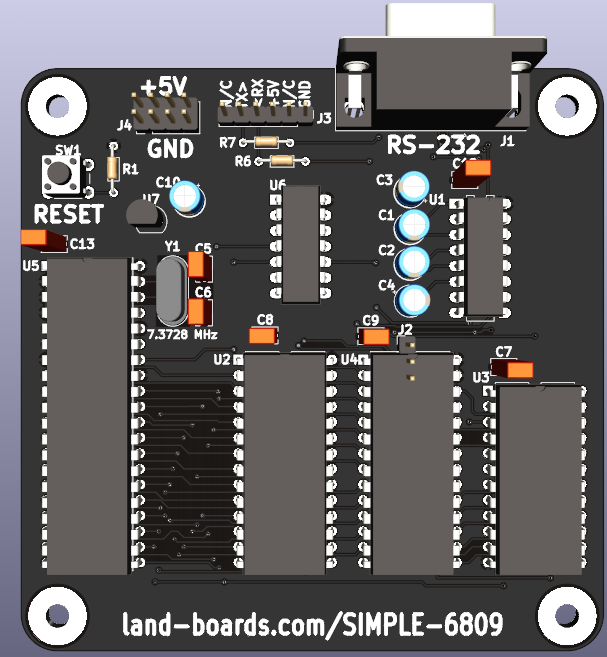 +5V
N/C
TX>
<RX
+5V
N/C
GND
J4
J3
GND
R7
RS-232
J1
SW1
R6
R1
C3
U6
U1
U7
RESET
C1
C13
Y1
C5
C2
U5
C6
C4
7.3728 MHz
C8
C9
J2
U2
U4
C7
U3
land-boards.com/SIMPLE-6809